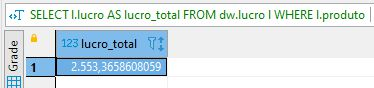 SELECT l.lucro AS lucro_total FROM dw.lucro l WHERE l.produto
Grade
123 lucro_total
1 2.553,3658608059